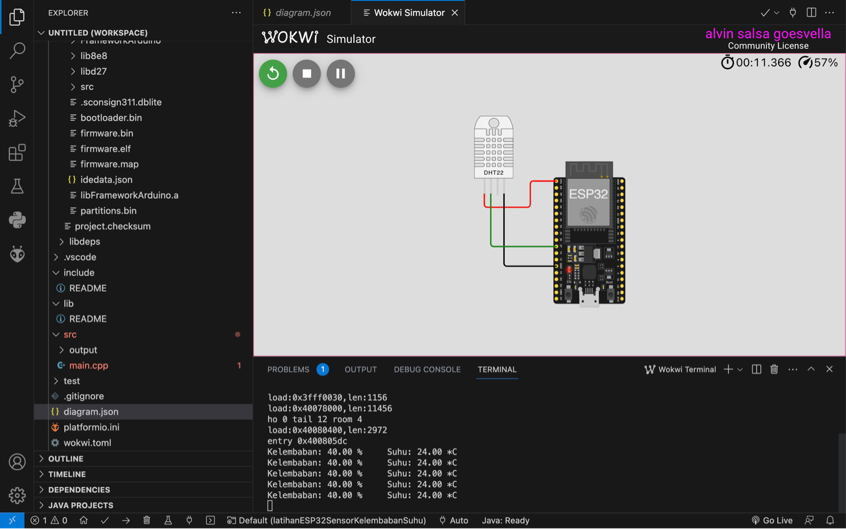 EXPLORER
UNTITLED (WORKSPACE)
FrameworkArduino
lib8e8
libd27
src
.sconsign311.dblite
bootloader.bin
firmware.bin
firmware.elf
firmware.map
idedata.json
libFrameworkArduino.a
partitions.bin
project.checksum
libdeps
.vscode
include
README
lib
README
src
output
main.cpp 1
test
.gitignore
diagram.json
platformio.ini
wokwi.toml
OUTLINE
TIMELINE
DEPENDENCIES
JAVA PROJECTS
diagram.json
Wokwi Simulator
WOKWi Simulator
alvin salsa goesvella
Community License
00:11.366 57%
DHT22
ESP32
PROBLEMS 1 OUTPUT DEBUG CONSOLE TERMINAL
Wokwi Terminal
load:0x3fff0030,len:1156
load:0x40078000,len:11456
ho 0 tail 12 room 4
load:0x40080400,len:2972
entry 0x400805dc
Kelembaban: 40.00 % Suhu: 24.00 *C
Kelembaban: 40.00 % Suhu: 24.00 *C
Kelembaban: 40.00 % Suhu: 24.00 *C
Kelembaban: 40.00 % Suhu: 24.00 *C
Kelembaban: 40.00 % Suhu: 24.00 *C
1 0 Default (latihanESP32SensorKelembabanSuhu) Auto Java: Ready Go Live